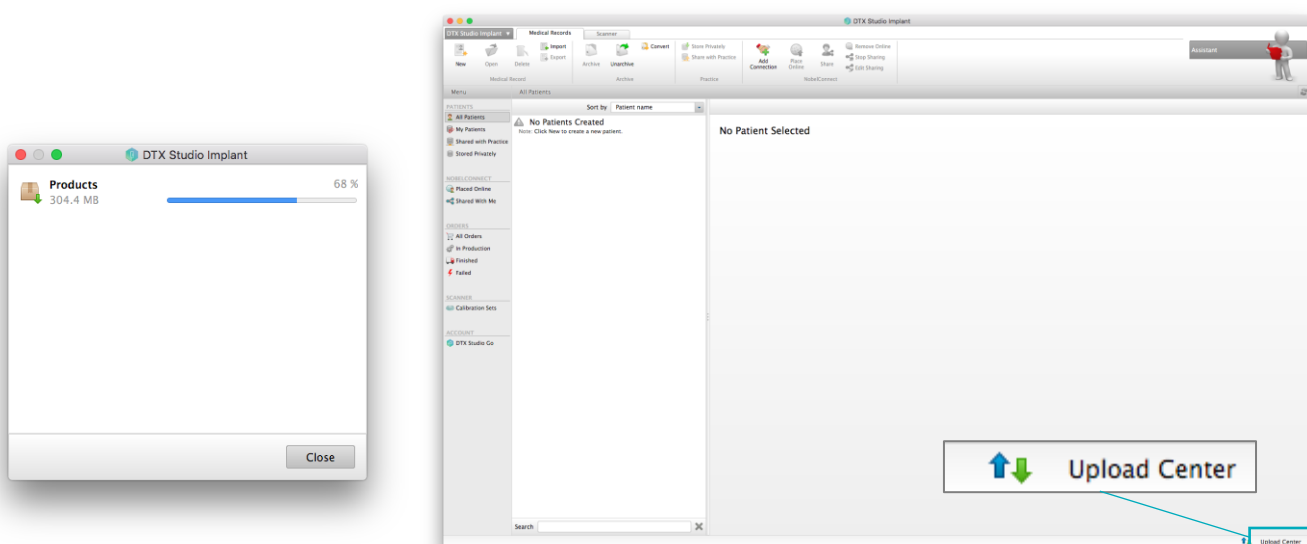 DTX Studio Implant
Products
68 %
304.4 MB
Close
DTX Studio Implant
DTX Studio Implant
Medical Records
Scanner
New
Open
Delete
Import
Export
Archive
Unarchive
Convert
Store Privately
Share with Practice
Add Connection
Place Online
Share
Remove Online
Stop Sharing
Edit Sharing
Assistant
Medical Record
Archive
Practice
NobelConnect
Menu
All Patients
PATIENTS
All Patients
My Patients
Shared with Practice
Stored Privately
NOBELCONNECT
Placed Online
Shared With Me
ORDERS
All Orders
In Production
Finished
Failed
SCANNER
Calibration Sets
ACCOUNT
DTX Studio Go
Sort by Patient name
No Patients Created
Note: Click New to create a new patient.
No Patient Selected
Upload Center
Search
Upload Center